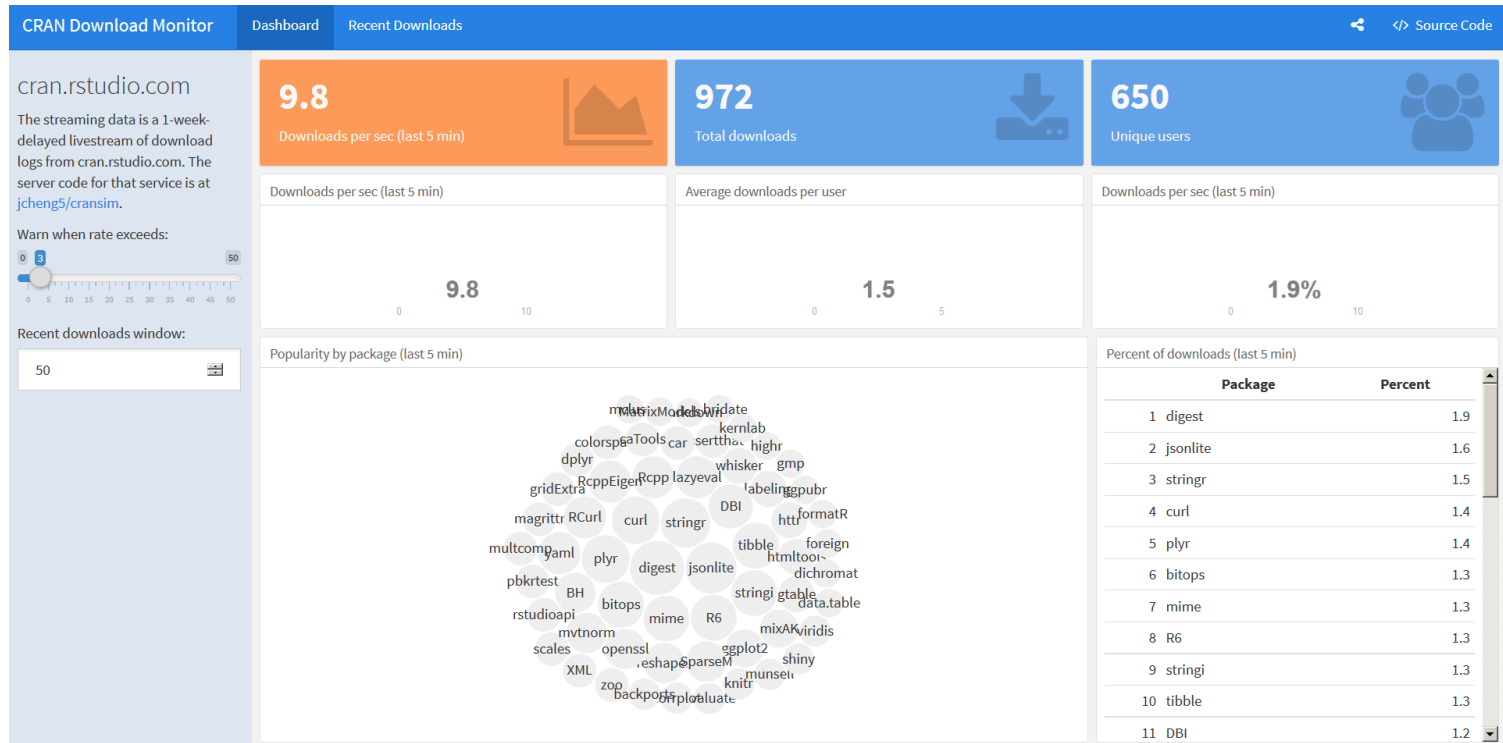 CRAN Download Monitor
Dashboard
Recent Downloads
</> Source Code
cran.rstudio.com
The streaming data is a 1-week-
delayed livestream of download
logs from cran.rstudio.com. The
server code for that service is at
jcheng5/cransim.
Warn when rate exceeds:
0 3 50
0 5 10 15 20 25 30 35 40 45 50
Recent downloads window:
50
9.8
Downloads per sec (last 5 min)
972
Total downloads
650
Unique users
Downloads per sec (last 5 min)
9.8
0 10
Average downloads per user
1.5
0 5
Downloads per sec (last 5 min)
1.9%
0 10
Popularity by package (last 5 min)
MatrixModels
kernlab
caTools
car
highr
dplyr
whisker
gmp
RcppEigen
Rcpp
lazyeval
gridExtra
labeling
ggpubr
DBI
magrittr
RCurl
curl
stringr
httr
formatR
multcomp
yaml
plyr
tibble
foreign
digest
jsonlite
dichromat
pbkrtest
BH
stringi
gtable
data.table
bitops
rstudioapi
mime
R6
mixAK
viridis
mvtnorm
scales
openssl
ggplot2
SparseM
shiny
XML
knitr
zoo
backports
Percent of downloads (last 5 min)
Package Percent
1 digest 1.9
2 jsonlite 1.6
3 stringr 1.5
4 curl 1.4
5 plyr 1.4
6 bitops 1.3
7 mime 1.3
8 R6 1.3
9 stringi 1.3
10 tibble 1.3
11 DBI 1.2